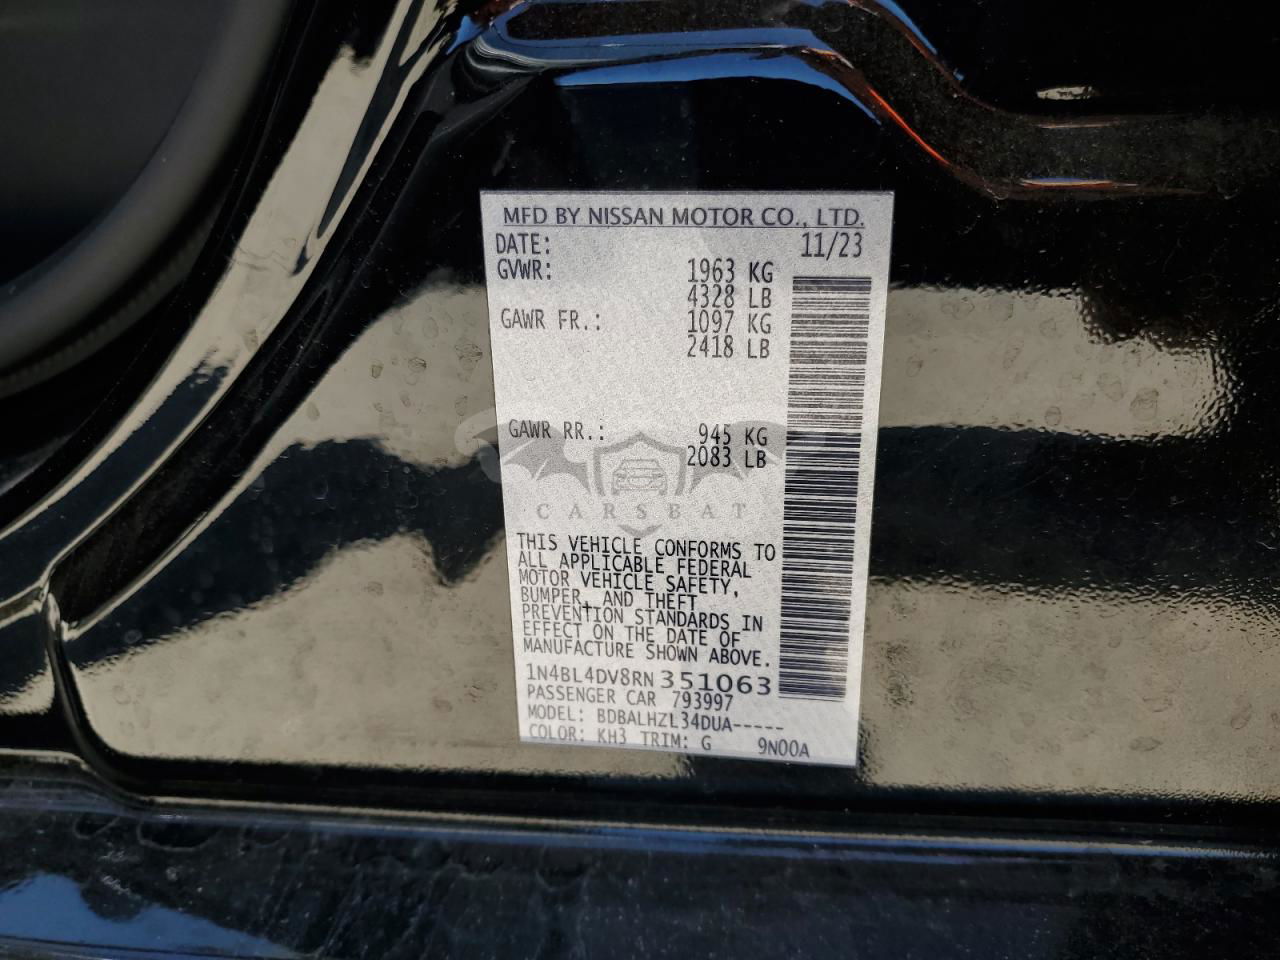 MFD BY NISSAN MOTOR CO., LTD.
DATE: 11/23
GVWR: 1963 KG
4328 LB
GAWR FR.: 1097 KG
2418 LB
GAWR RR.: 945 KG
2083 LB
CARSBAT
THIS VEHICLE CONFORMS TO
ALL APPLICABLE FEDERAL
MOTOR VEHICLE SAFETY,
BUMPER, AND THEFT
PREVENTION STANDARDS IN
EFFECT ON THE DATE OF
MANUFACTURE SHOWN ABOVE.
1N4BL4DV8RN351063
PASSENGER CAR 793997
MODEL: BDBALHZL34DUA-----
COLOR: KH3 TRIM: G 9N00A